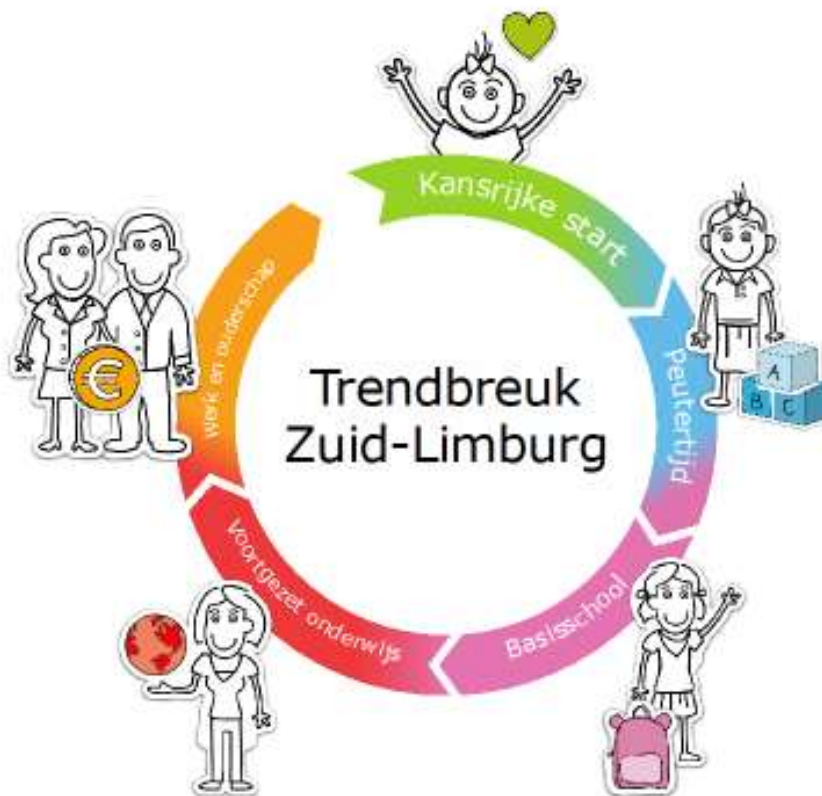 Trendbreuk
Zuid-Limburg
Kansrijke start
Peutertijd
A
B C
Basisschool
Voortgezet onderwijs
Werk en ouderschap
€